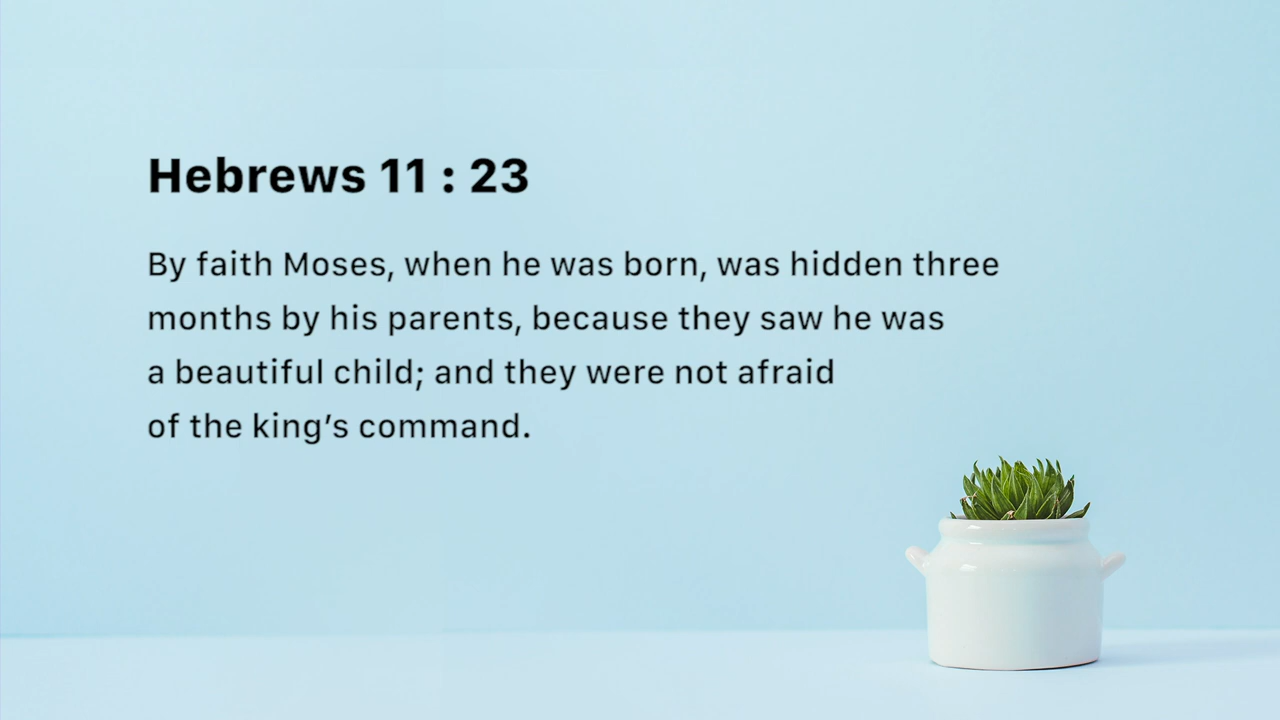 Hebrews 11 : 23
By faith Moses, when he was born, was hidden three
months by his parents, because they saw he was
a beautiful child; and they were not afraid
of the king’s command.